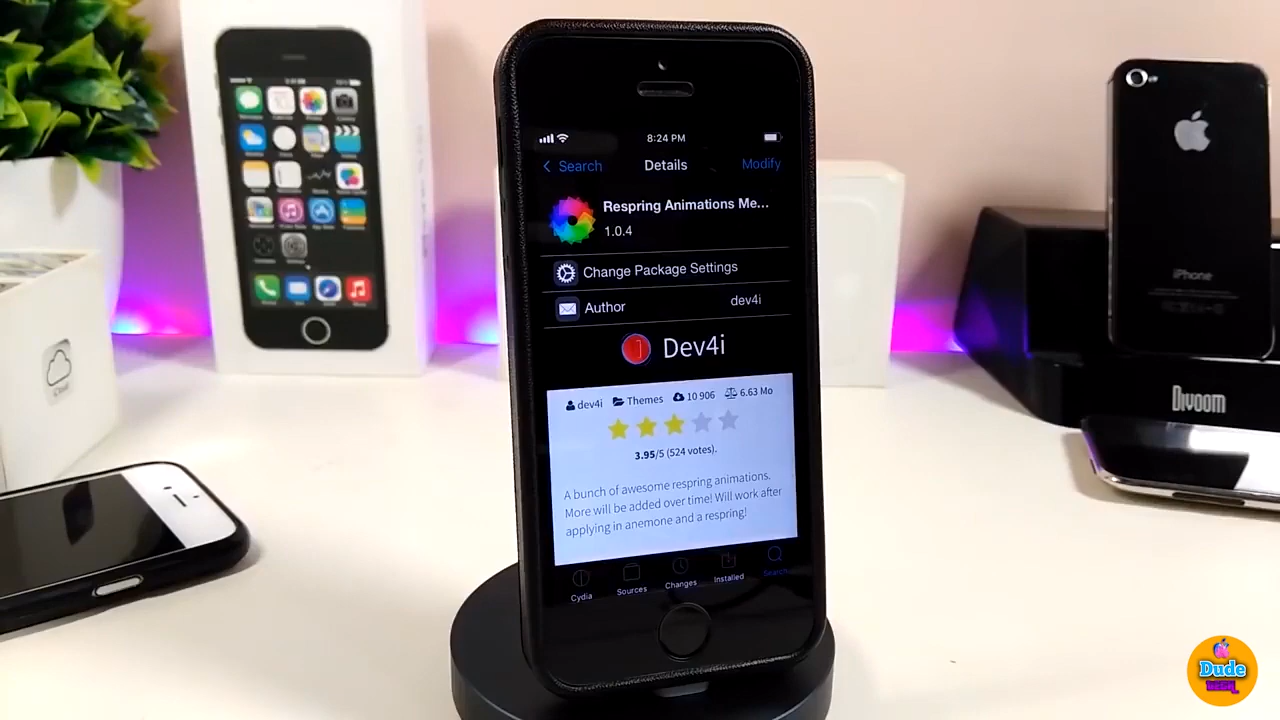 8:24 PM
Search Details Modify
Respring Animations Me...
1.0.4
Change Package Settings
Author dev4i
Dev4i
dev4i Themes 10 906 6.63 Mo
3.95/5 (524 votes).
A bunch of awesome respring animations.
More will be added over time! Will work after
applying in anemone and a respring!
Cydia Sources Changes Installed Search
iCloud
iPhone
Divoom
Dude